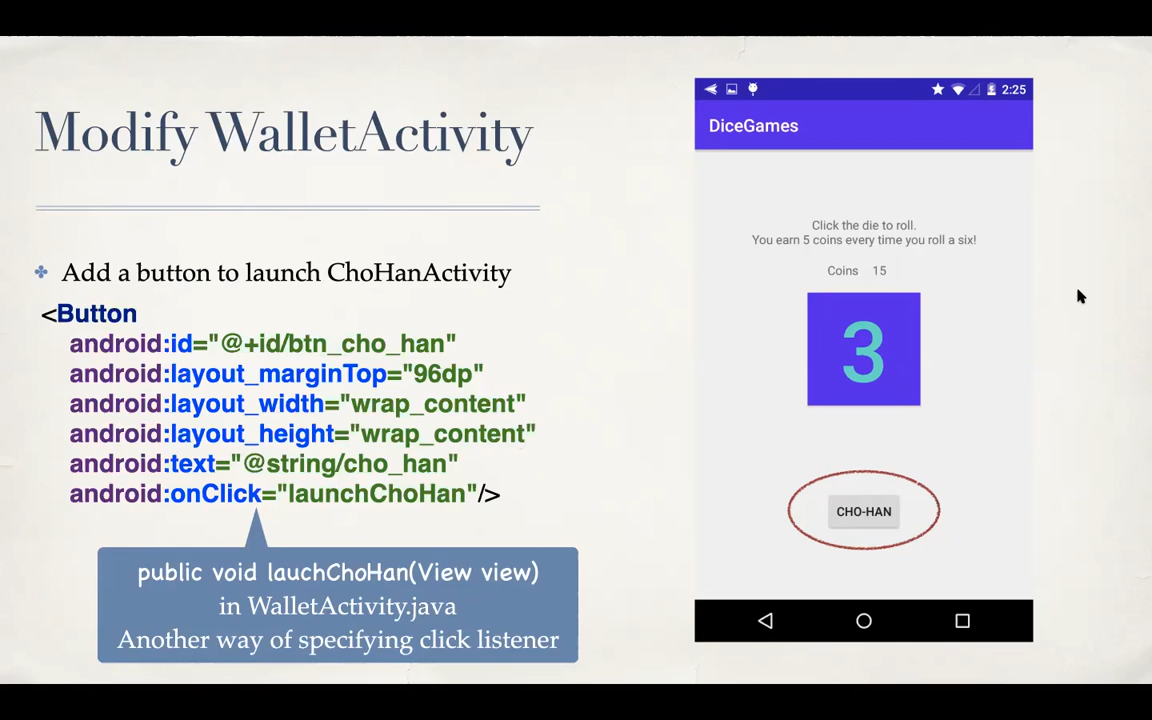 Modify WalletActivity
Add a button to launch ChoHanActivity
<Button
android:id="@+id/btn_cho_han"
android:layout_marginTop="96dp"
android:layout_width="wrap_content"
android:layout_height="wrap_content"
android:text="@string/cho_han"
android:onClick="launchChoHan"/>
public void lauchChoHan(View view)
in WalletActivity.java
Another way of specifying click listener
2:25
DiceGames
Click the die to roll.
You earn 5 coins every time you roll a six!
Coins 15
3
CHO-HAN